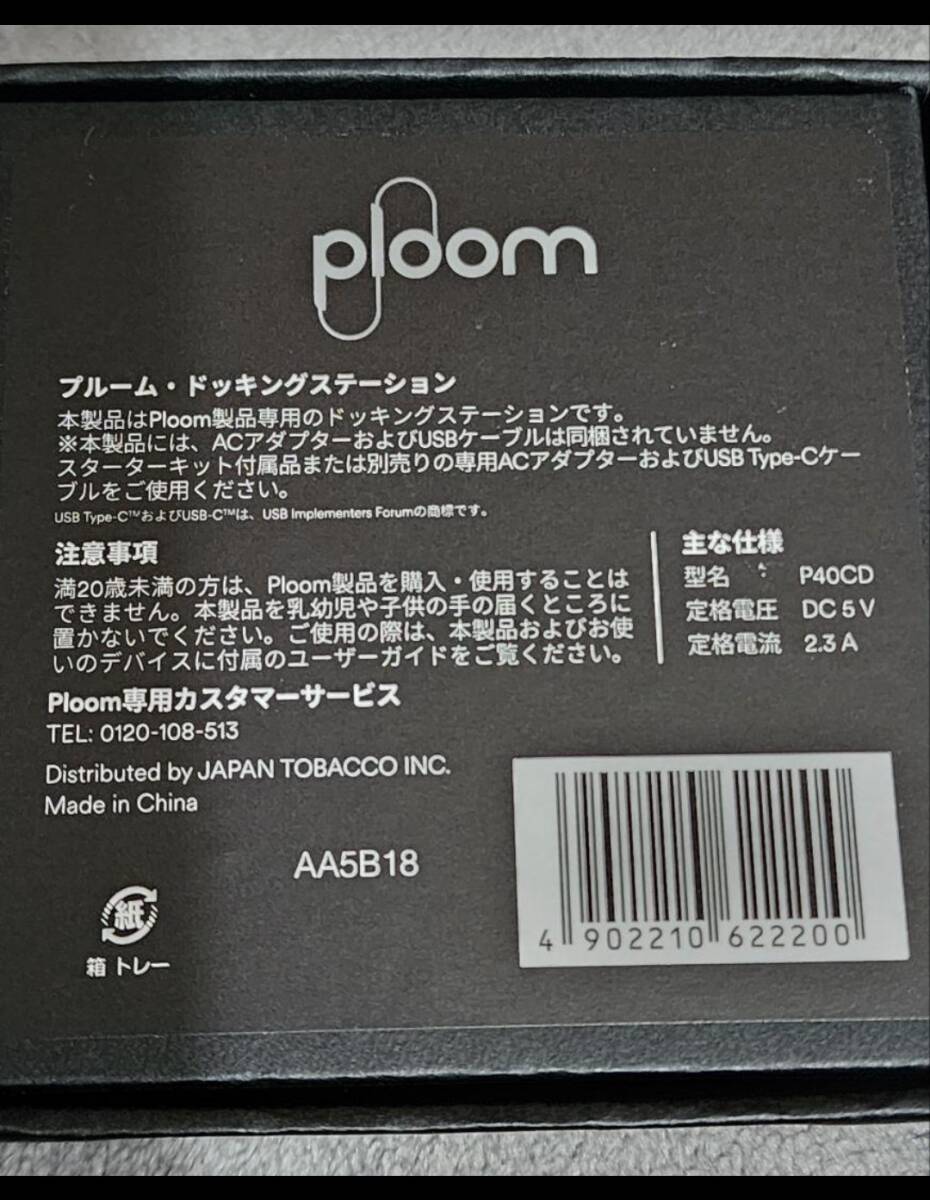 ploom
プルーム・ドッキングステーション
本製品はPloom製品専用のドッキングステーションです。
※本製品には、ACアダプターおよびUSBケーブルは同梱されていません。
スターターキット付属品または別売りの専用ACアダプターおよびUSB Type-Cケー
ブルをご使用ください。
USB Type-C™およびUSB-C™は、USB Implementers Forumの商標です。
注意事項
満20歳未満の方は、Ploom製品を購入・使用することは
できません。本製品を乳幼児や子供の手の届くところに
置かないでください。ご使用の際は、本製品およびお使
いのデバイスに付属のユーザーガイドをご覧ください。
主な仕様
型名 P40CD
定格電圧 DC 5 V
定格電流 2.3 A
Ploom専用カスタマーサービス
TEL: 0120-108-513
Distributed by JAPAN TOBACCO INC.
Made in China
AA5B18
紙
箱 トレー
4 902210 622200